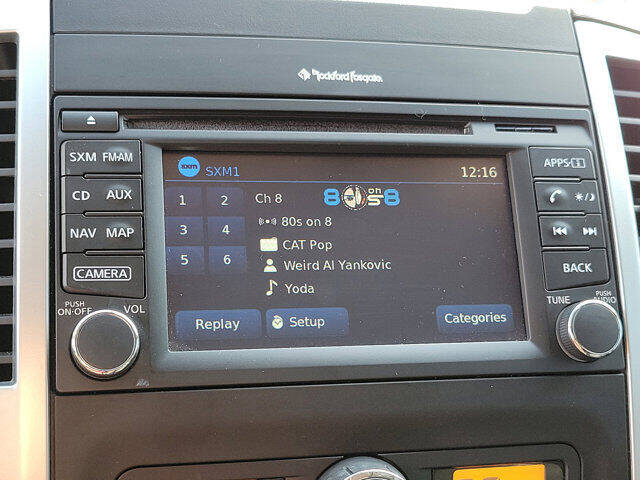 Rockford Fosgate
SXM FM·AM
APPS·i
sxm SXM1 12:16
1 2 Ch 8 80s on 8
CD AUX
3 4 80s on 8
NAV MAP
CAT Pop
5 6 Weird Al Yankovic
CAMERA
BACK
Yoda
PUSH
ON·OFF VOL
TUNE PUSH
AUDIO
Replay Setup Categories